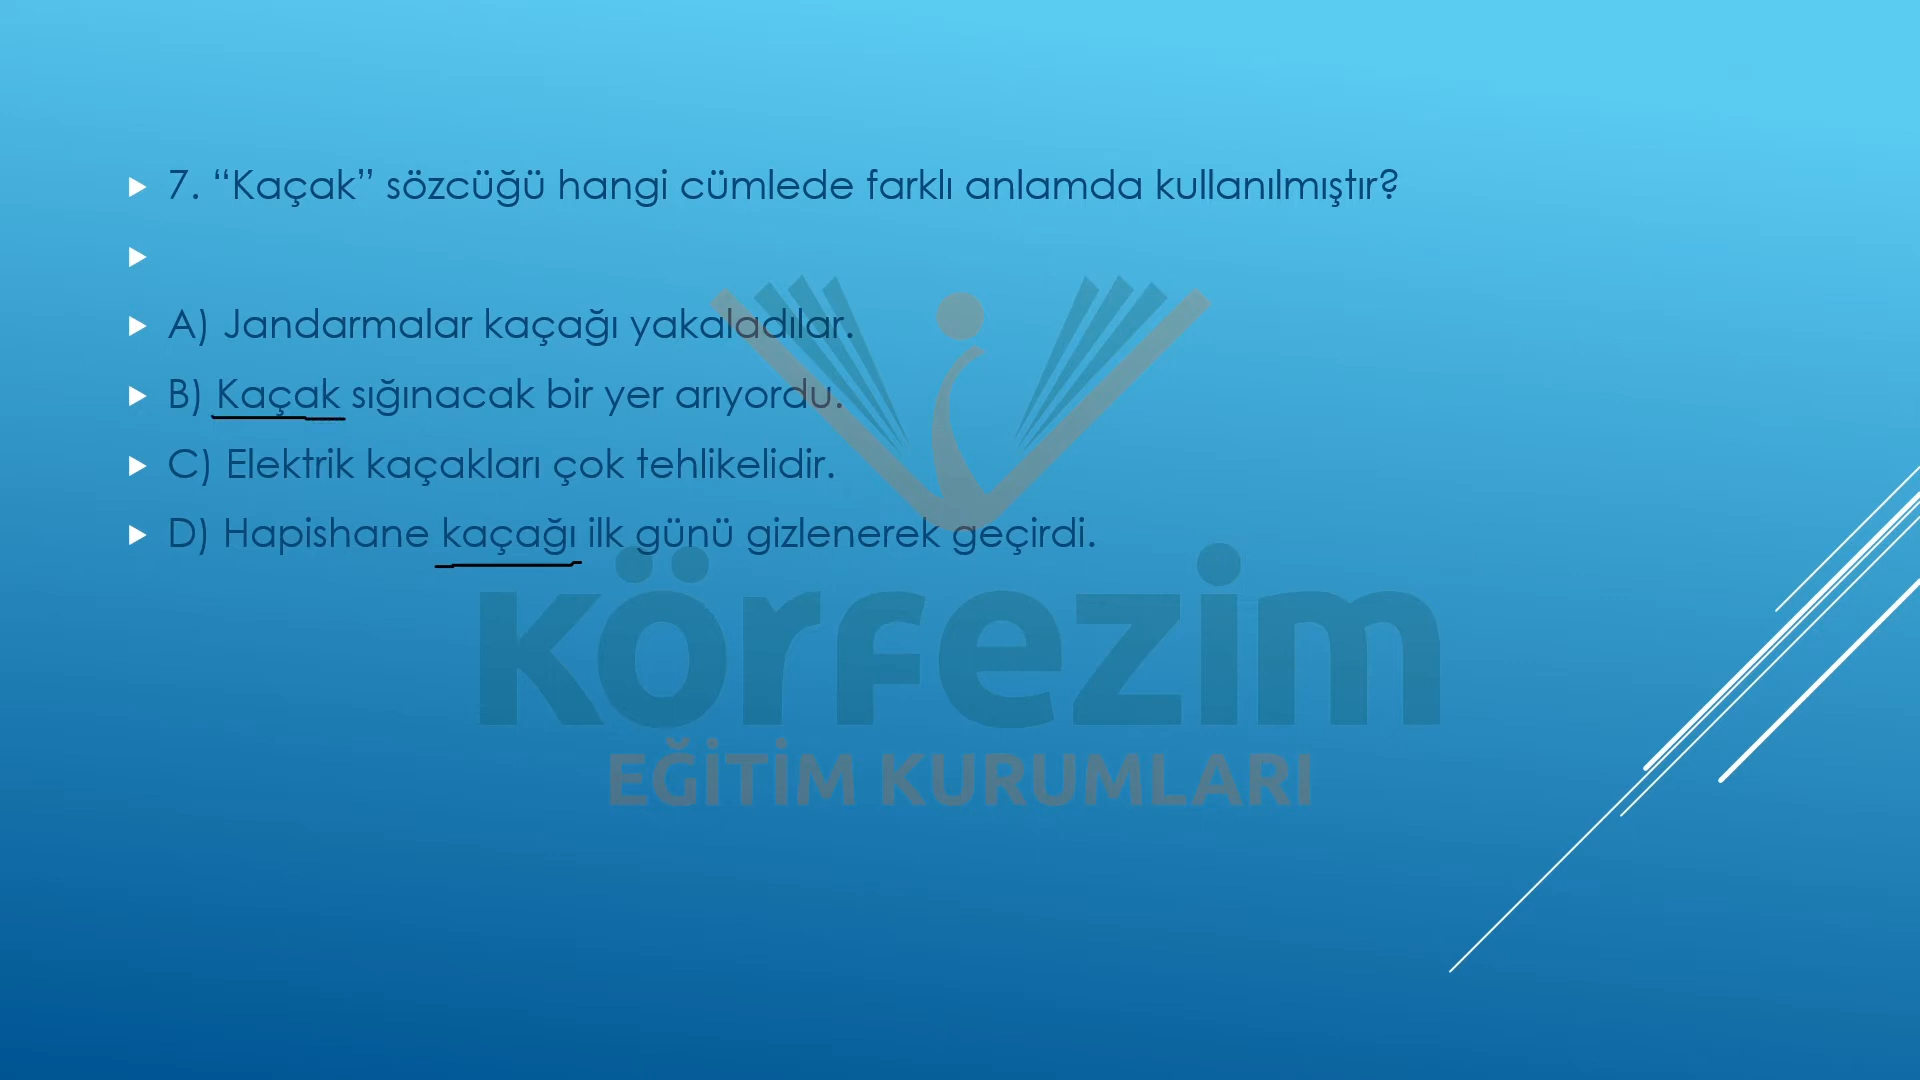 7. “Kaçak” sözcüğü hangi cümlede farklı anlamda kullanılmıştır?
A) Jandarmalar kaçağı yakaladılar.
B) Kaçak sığınacak bir yer arıyordu.
C) Elektrik kaçakları çok tehlikelidir.
D) Hapishane kaçağı ilk günü gizlenerek geçirdi.
körfezim
EĞİTİM KURUMLARI